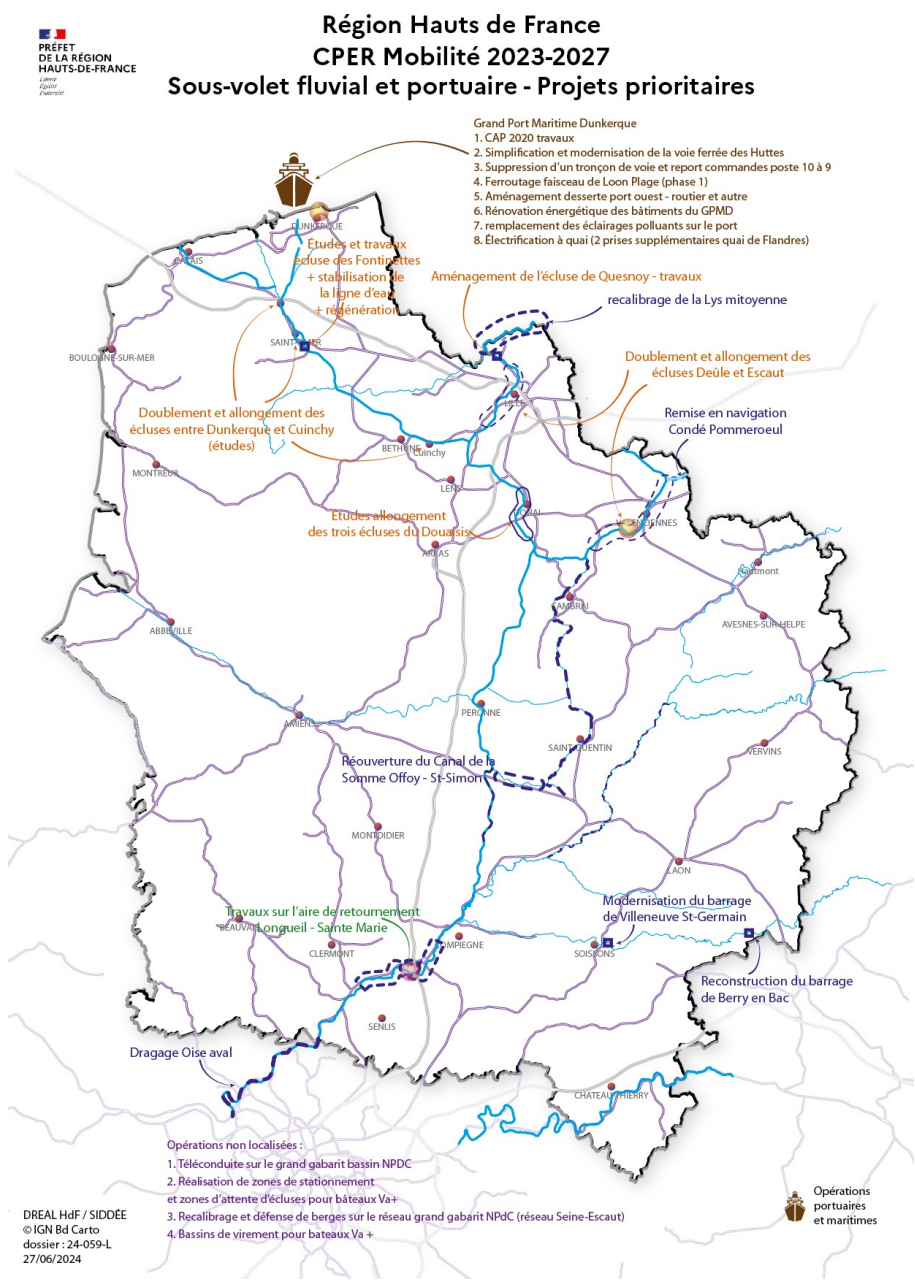 Région Hauts de France
CPER Mobilité 2023-2027
Sous-volet fluvial et portuaire - Projets prioritaires
PRÉFET
DE LA RÉGION
HAUTS-DE-FRANCE
Liberté
Égalité
Fraternité
Grand Port Maritime Dunkerque
1. CAP 2020 travaux
2. Simplification et modernisation de la voie ferrée des Huttes
3. Suppression d'un tronçon de voie et report commandes poste 10 à 9
4. Ferroutage faisceau de Loon Plage (phase 1)
5. Aménagement desserte port ouest - routier et autre
6. Rénovation énergétique des bâtiments du GPMD
7. remplacement des éclairages polluants sur le port
8. Électrification à quai (2 prises supplémentaires quai de Flandres)
DUNKERQUE
CALAIS
Études et travaux
écluse des Fontinettes
+ stabilisation de
la ligne d'eau
+ régénération
Aménagement de l'écluse de Quesnoy - travaux
recalibrage de la Lys mitoyenne
SAINT-OMER
BOULOGNE-SUR-MER
Doublement et allongement des
écluses Deûle et Escaut
LILLE
Remise en navigation
Condé Pommeroeul
Doublement et allongement des
écluses entre Dunkerque et Cuinchy
(études)
BETHUNE
Cuinchy
MONTREUIL
LENS
DOUAI
Etudes allongement
des trois écluses du Douaisis
VALENCIENNES
ARRAS
Hautmont
CAMBRAI
AVESNES-SUR-HELPE
ABBEVILLE
PERONNE
AMIENS
SAINT-QUENTIN
VERVINS
Réouverture du Canal de la
Somme Offoy - St-Simon
MONTDIDIER
LAON
Modernisation du barrage
de Villeneuve St-Germain
Travaux sur l'aire de retournement
Longueil - Sainte Marie
BEAUVAIS
CLERMONT
COMPIEGNE
SOISSONS
Reconstruction du barrage
de Berry en Bac
SENLIS
Dragage Oise aval
CHATEAU-THIERRY
Opérations non localisées :
1. Téléconduite sur le grand gabarit bassin NPDC
2. Réalisation de zones de stationnement
et zones d'attente d'écluses pour bâteaux Va+
3. Recalibrage et défense de berges sur le réseau grand gabarit NPdC (réseau Seine-Escaut)
4. Bassins de virement pour bateaux Va +
Opérations
portuaires
et maritimes
DREAL HdF / SIDDÉE
© IGN Bd Carto
dossier : 24-059-L
27/06/2024